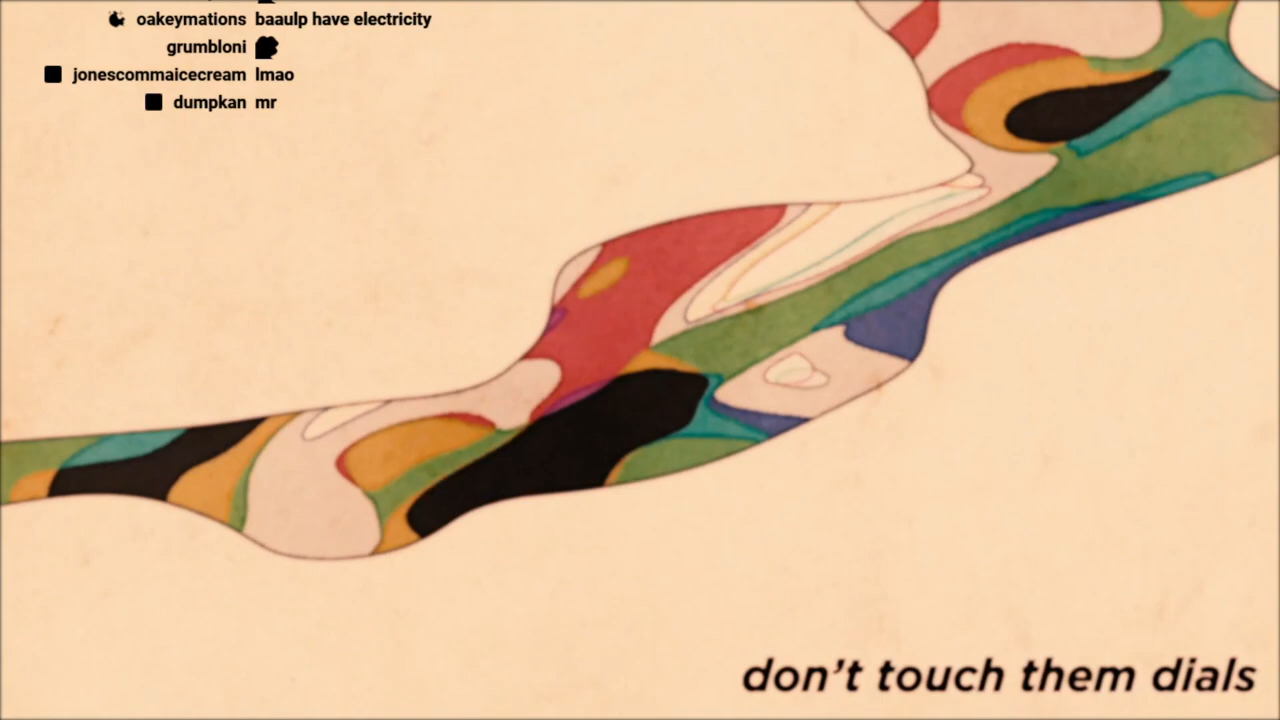 oakeymations baaulp have electricity
grumbloni
jonescommaicecream lmao
dumpkan mr
don't touch them dials